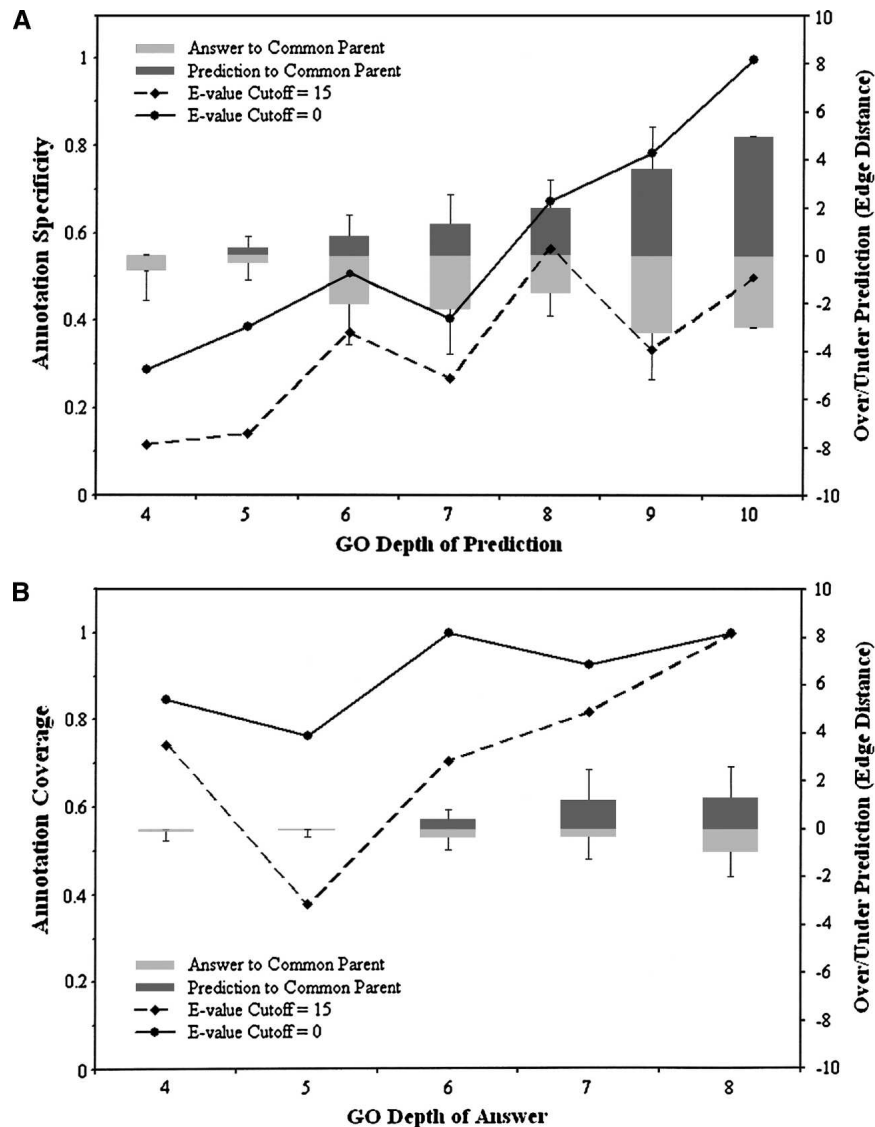 A
Answer to Common Parent
Prediction to Common Parent
E-value Cutoff = 15
E-value Cutoff = 0
Annotation Specificity
1
0.8
0.6
0.4
0.2
0
10
8
6
4
2
0
-2
-4
-6
-8
-10
Over/Under Prediction (Edge Distance)
4 5 6 7 8 9 10
GO Depth of Prediction
B
Annotation Coverage
1
0.8
0.6
0.4
0.2
0
10
8
6
4
2
0
-2
-4
-6
-8
-10
Over/Under Prediction (Edge Distance)
Answer to Common Parent
Prediction to Common Parent
E-value Cutoff = 15
E-value Cutoff = 0
4 5 6 7 8
GO Depth of Answer